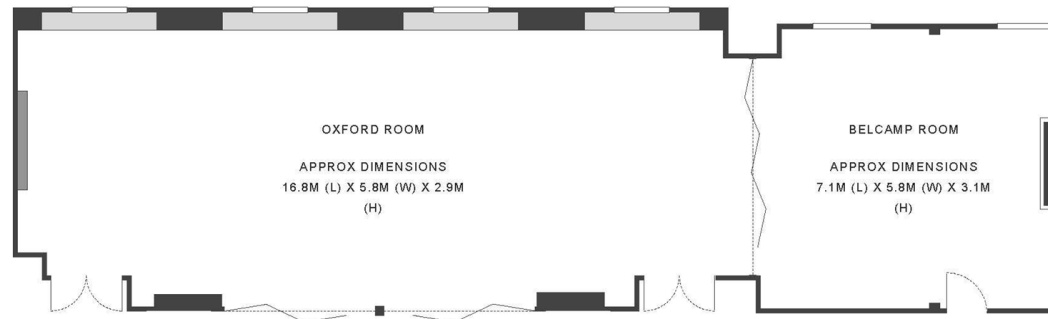 OXFORD ROOM
APPROX DIMENSIONS
16.8M (L) X 5.8M (W) X 2.9M
(H)
BELCAMP ROOM
APPROX DIMENSIONS
7.1M (L) X 5.8M (W) X 3.1M
(H)